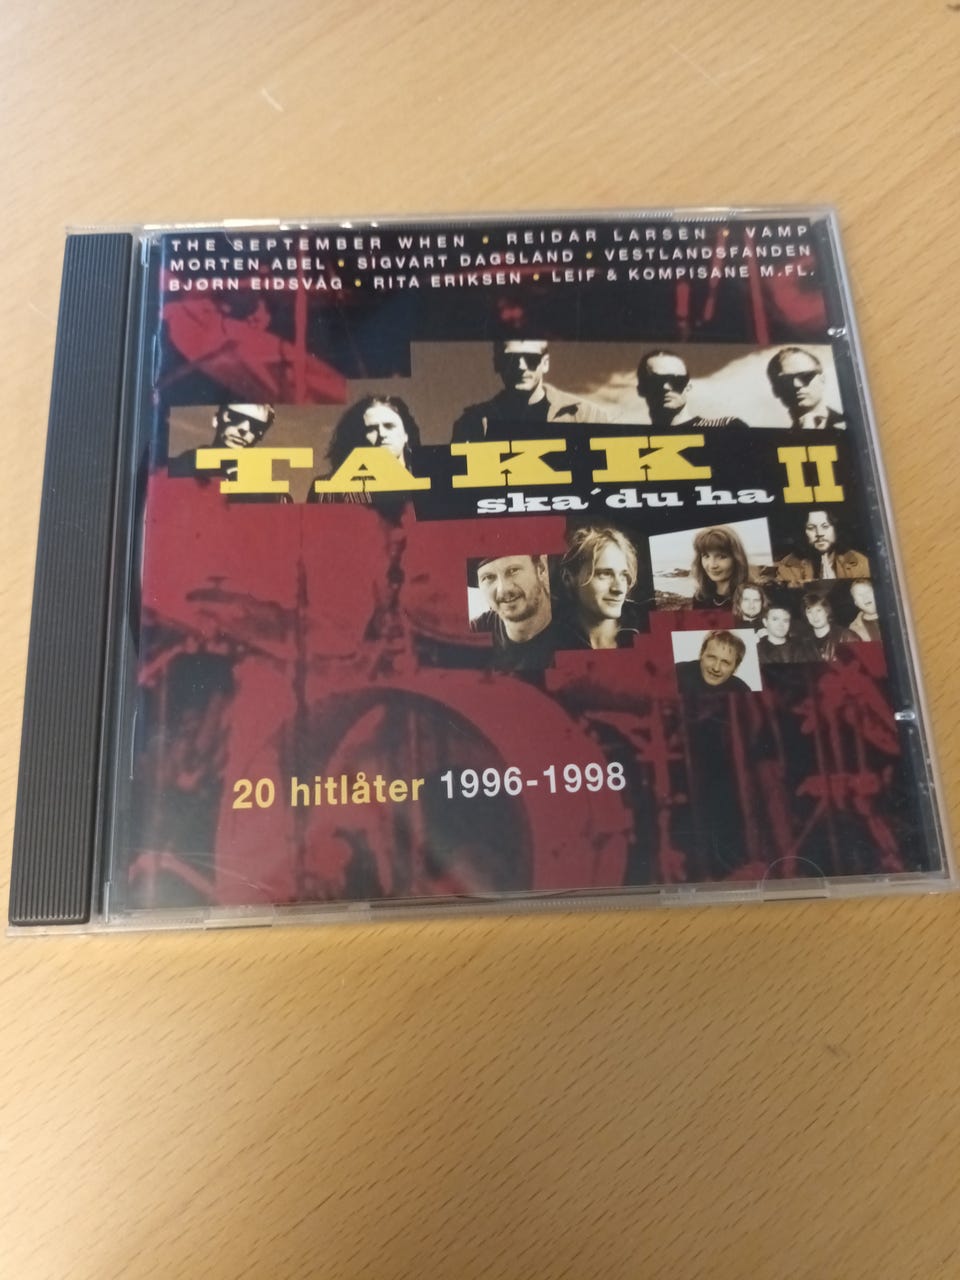 THE SEPTEMBER WHEN • REIDAR LARSEN • VAMP
MORTEN ABEL • SIGVART DAGSLAND • VESTLANDSFANDEN
BJØRN EIDSVÅG • RITA ERIKSEN • LEIF & KOMPISANE M.FL.
TAKK II
ska´du ha
20 hitlåter 1996-1998